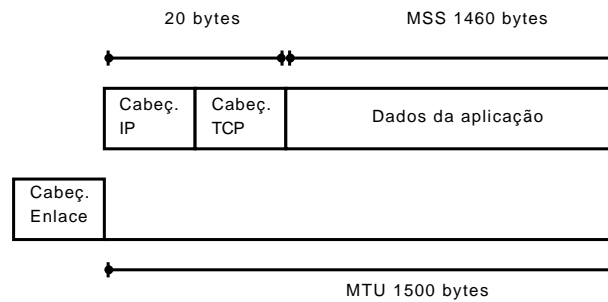 20 bytes
MSS 1460 bytes
Cabeç.
IP
Cabeç.
TCP
Dados da aplicação
Cabeç.
Enlace
MTU 1500 bytes